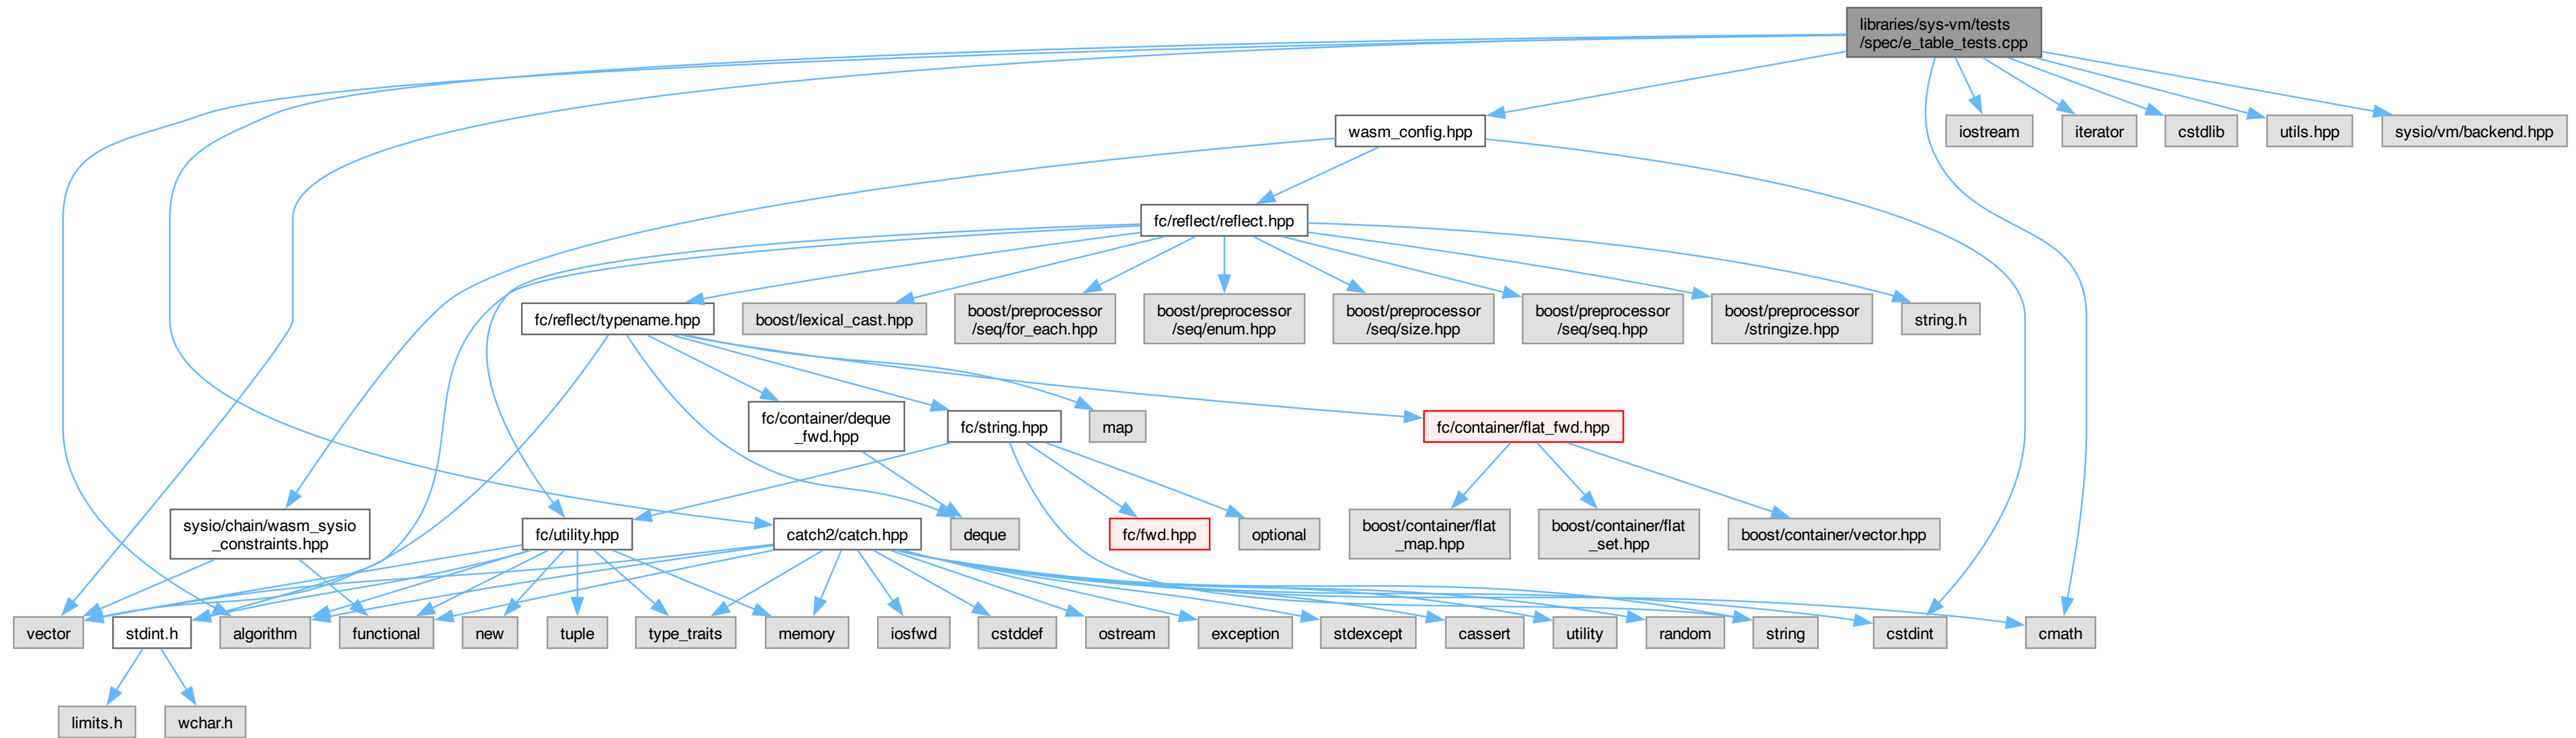 libraries/sys-vm/tests
/spec/e_table_tests.cpp
wasm_config.hpp
iostream
iterator
cstdlib
utils.hpp
sysio/vm/backend.hpp
fc/reflect/reflect.hpp
fc/reflect/typename.hpp
boost/lexical_cast.hpp
boost/preprocessor
/seq/for_each.hpp
boost/preprocessor
/seq/enum.hpp
boost/preprocessor
/seq/size.hpp
boost/preprocessor
/seq/seq.hpp
boost/preprocessor
/stringize.hpp
string.h
fc/container/deque
_fwd.hpp
fc/string.hpp
map
fc/container/flat_fwd.hpp
sysio/chain/wasm_sysio
_constraints.hpp
fc/utility.hpp
catch2/catch.hpp
deque
fc/fwd.hpp
optional
boost/container/flat
_map.hpp
boost/container/flat
_set.hpp
boost/container/vector.hpp
vector
stdint.h
algorithm
functional
new
tuple
type_traits
memory
iosfwd
cstddef
ostream
exception
stdexcept
cassert
utility
random
string
cstdint
cmath
limits.h
wchar.h